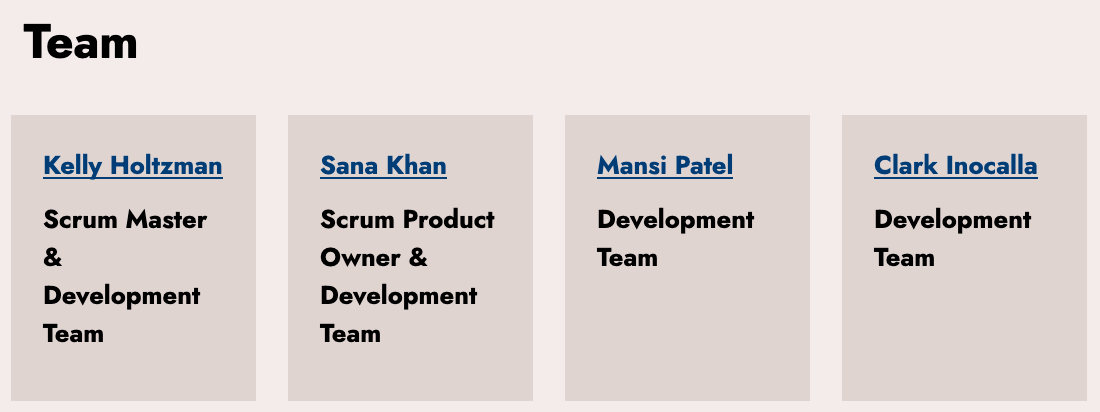 Team
Kelly Holtzman
Scrum Master
&
Development
Team
Sana Khan
Scrum Product
Owner &
Development
Team
Mansi Patel
Development
Team
Clark Inocalla
Development
Team